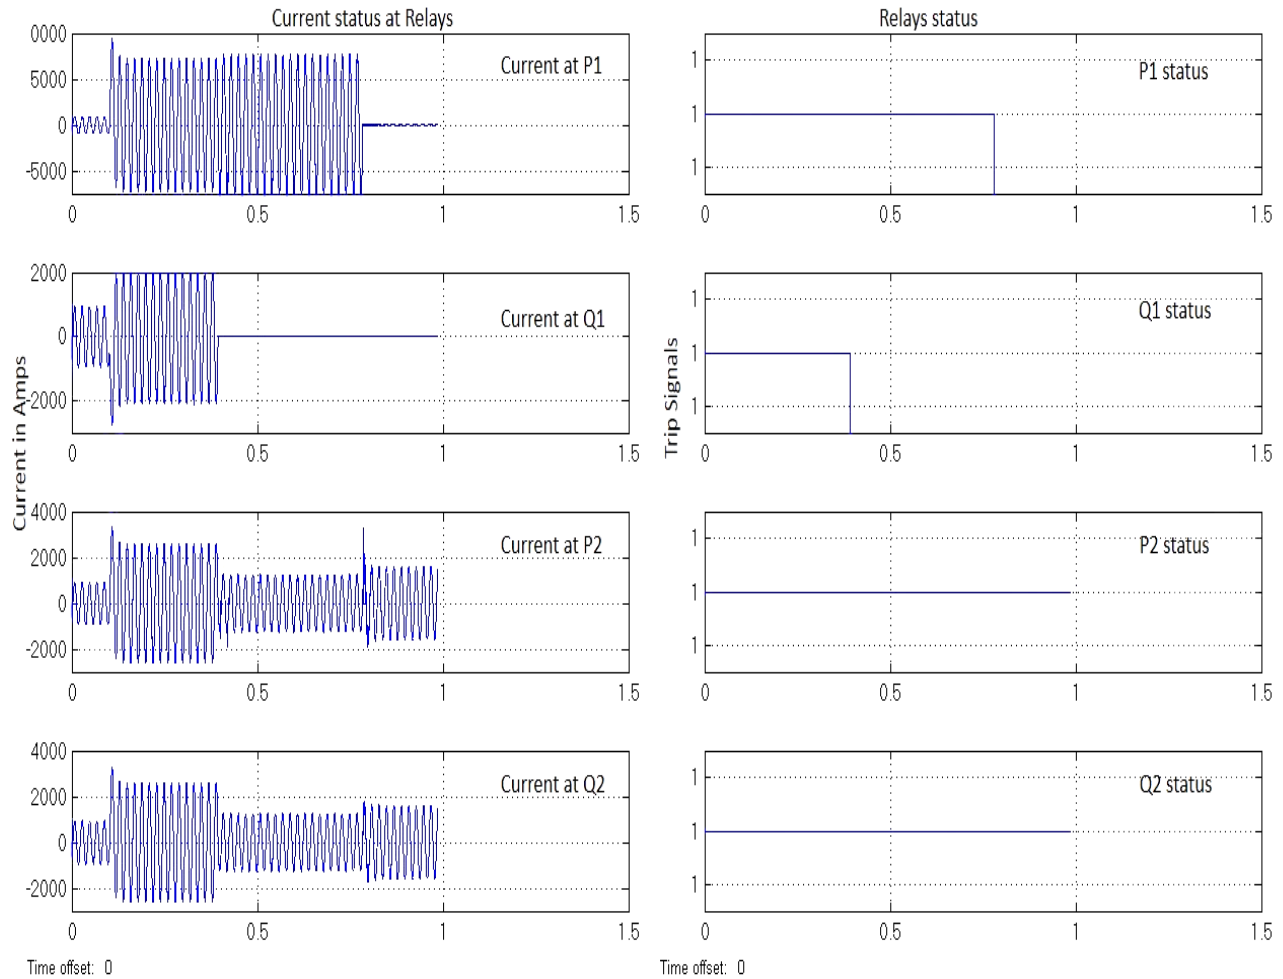 Current status at Relays
0000
5000
0
-5000
Current at P1
0 0.5 1 1.5
2000
0
-2000
Current at Q1
0 0.5 1 1.5
4000
2000
0
-2000
Current at P2
0 0.5 1 1.5
4000
2000
0
-2000
Current at Q2
0 0.5 1 1.5
Current in Amps
Time offset: 0
Relays status
1
1
1
P1 status
0 0.5 1 1.5
1
1
1
Q1 status
0 0.5 1 1.5
1
1
1
P2 status
0 0.5 1 1.5
1
1
1
Q2 status
0 0.5 1 1.5
Trip Signals
Time offset: 0